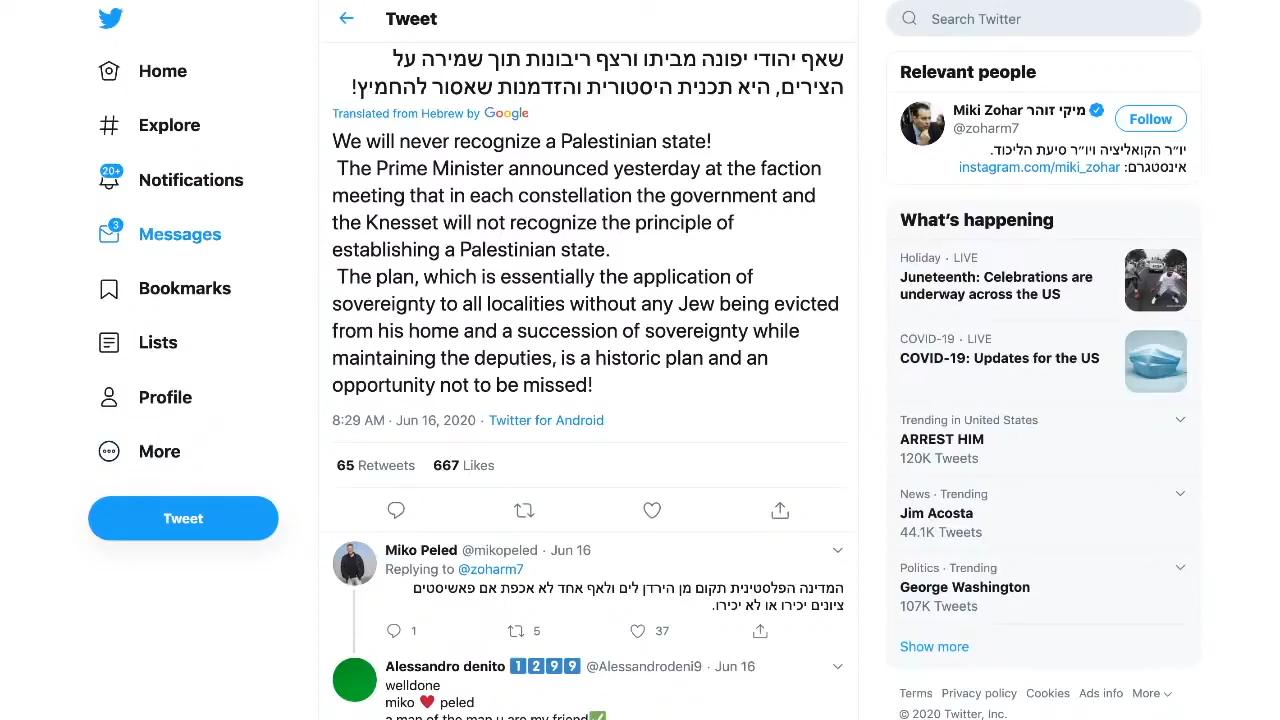 Home
Explore
20+
Notifications
3
Messages
Bookmarks
Lists
Profile
More
Tweet
Tweet
שאף יהודי יפונה מביתו ורצף ריבונות תוך שמירה על
הצירים, היא תכנית היסטורית והזדמנות שאסור להחמיץ!
Translated from Hebrew by Google
We will never recognize a Palestinian state!
The Prime Minister announced yesterday at the faction
meeting that in each constellation the government and
the Knesset will not recognize the principle of
establishing a Palestinian state.
The plan, which is essentially the application of
sovereignty to all localities without any Jew being evicted
from his home and a succession of sovereignty while
maintaining the deputies, is a historic plan and an
opportunity not to be missed!
8:29 AM · Jun 16, 2020 · Twitter for Android
65 Retweets 667 Likes
Miko Peled @mikopeled · Jun 16
Replying to @zoharm7
המדינה הפלסטינית תקום מן הירדן לים ולאף אחד לא אכפת אם פאשיסטים
ציונים יכירו או לא יכירו.
1 5 37
Alessandro denito 1299 @Alessandrodeni9 · Jun 16
welldone
miko ❤️ peled
a man of the man u are my friend✅
Search Twitter
Relevant people
Miki Zohar מיקי זוהר
@zoharm7
Follow
יו״ר הקואליציה ויו״ר סיעת הליכוד.
אינסטגרם: instagram.com/miki_zohar
What's happening
Holiday · LIVE
Juneteenth: Celebrations are
underway across the US
COVID-19 · LIVE
COVID-19: Updates for the US
Trending in United States
ARREST HIM
120K Tweets
News · Trending
Jim Acosta
44.1K Tweets
Politics · Trending
George Washington
107K Tweets
Show more
Terms Privacy policy Cookies Ads info More
© 2020 Twitter, Inc.